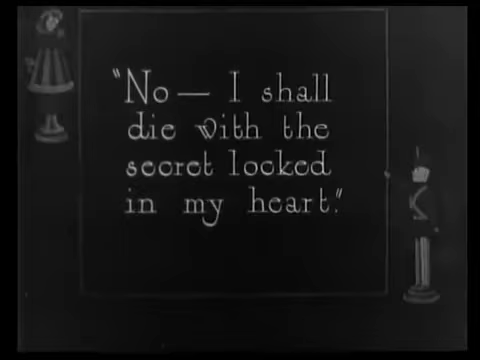 "No — I shall
die with the
secret locked
in my heart."